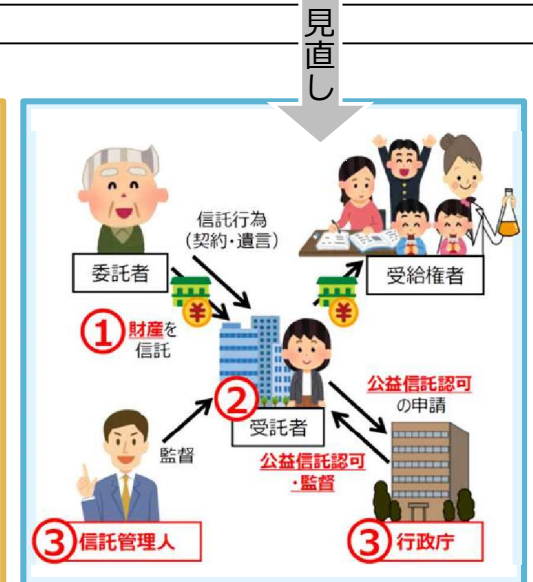 見直し
信託行為
（契約・遺言）
委託者
受給権者
¥
¥
① 財産を
信託
②
受託者
公益信託認可
の申請
監督
公益信託認可
・監督
③ 信託管理人
③ 行政庁